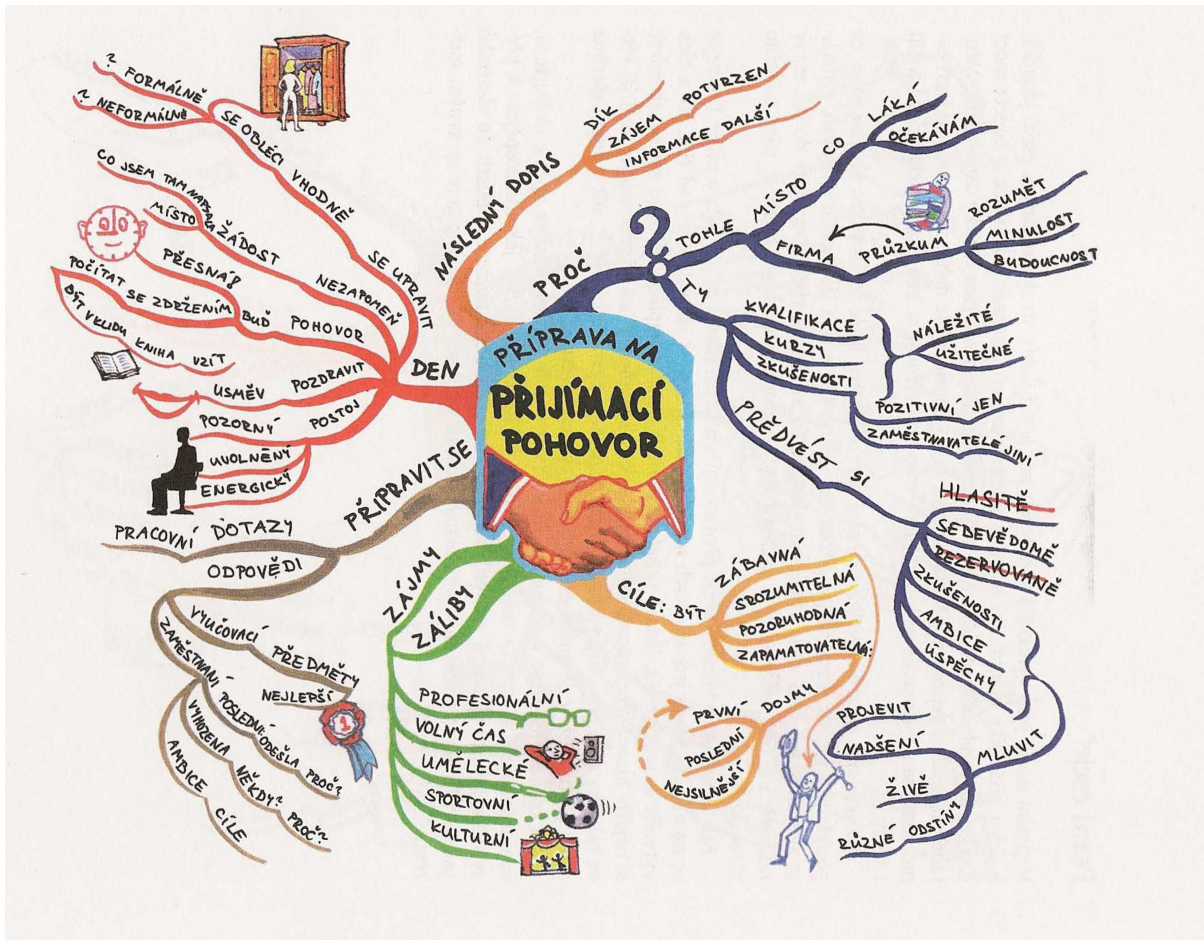 PŘÍPRAVA NA
PŘIJÍMACÍ
POHOVOR
PROČ
?
TOHLE
MÍSTO
CO
LÁKÁ
OČEKÁVÁM
FIRMA
PRŮZKUM
ROZUMĚT
MINULOST
BUDOUCNOST
TY
KVALIFIKACE
KURZY
ZKUŠENOSTI
NÁLEŽITÉ
UŽITEČNÉ
POZITIVNÍ JEN
ZAMĚSTNAVATELÉ JINÍ
PŘEDVÉST SI
HLASITĚ
SEBEVĚDOMĚ
REZERVOVANĚ
ZKUŠENOSTI
AMBICE
ÚSPĚCHY
MLUVIT
PROJEVIT
NADŠENÍ
ŽIVĚ
RŮZNÉ ODSTÍNY
CÍLE: BÝT
ZÁBAVNÁ
SROZUMITELNÁ
POZORUHODNÁ
ZAPAMATOVATELNÁ:
DOJMY
PRVNÍ
POSLEDNÍ
NEJSILNĚJŠÍ
ZÁJMY
ZÁLIBY
PROFESIONÁLNÍ
VOLNÝ ČAS
UMĚLECKÉ
SPORTOVNÍ
KULTURNÍ
PŘIPRAVIT SE
PRACOVNÍ DOTAZY
ODPOVĚDI
VYUČOVACÍ
PŘEDMĚTY
NEJLEPŠÍ
1
ZAMĚSTNÁNÍ
POSLEDNÍ: ODEŠLA PROČ?
VYHOZENA NĚKDY? PROČ?
AMBICE CÍLE
DEN
SE UPRAVIT
SE OBLÉCI VHODNĚ
? FORMÁLNĚ
? NEFORMÁLNĚ
NEZAPOMEŇ
ŽÁDOST
CO JSEM TAM NAPSALA
MÍSTO
POHOVOR
BUĎ
PŘESNÁ!
POČÍTAT SE ZDRŽENÍM
BÝT V KLIDU
KNIHA VZÍT
POZDRAVIT
ÚSMĚV
POSTOJ
POZORNÝ
UVOLNĚNÝ
ENERGICKÝ
NÁSLEDNÝ DOPIS
DÍK
ZÁJEM POTVRZEN
INFORMACE DALŠÍ